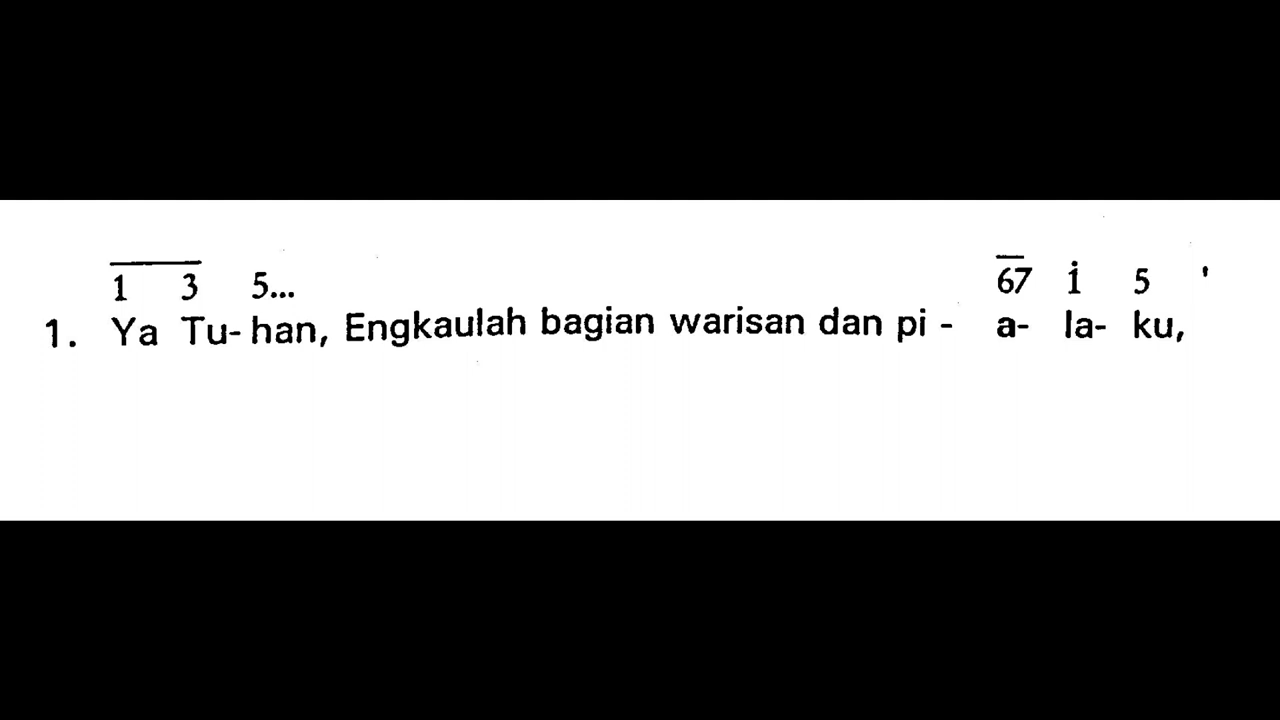 1 3 5... 67 i 5 '
1. Ya Tu- han, Engkaulah bagian warisan dan pi - a- la- ku,